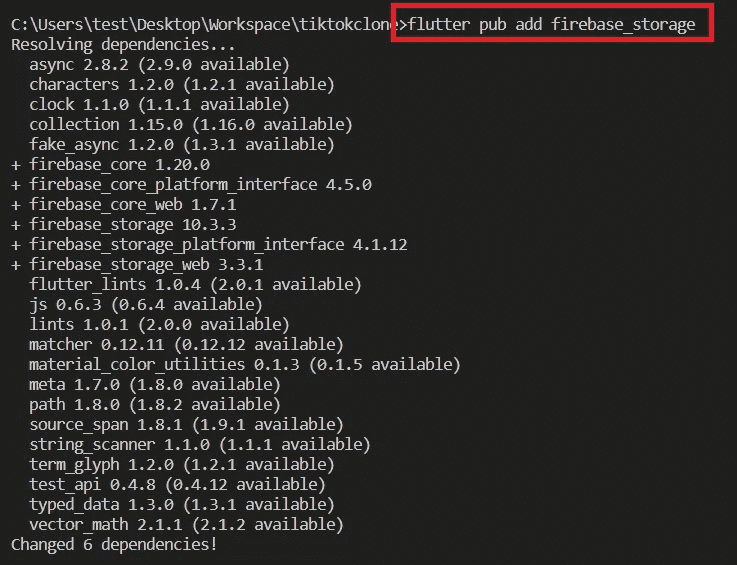 C:\Users\test\Desktop\Workspace\tiktokclone>flutter pub add firebase_storage
Resolving dependencies...
  async 2.8.2 (2.9.0 available)
  characters 1.2.0 (1.2.1 available)
  clock 1.1.0 (1.1.1 available)
  collection 1.15.0 (1.16.0 available)
  fake_async 1.2.0 (1.3.1 available)
+ firebase_core 1.20.0
+ firebase_core_platform_interface 4.5.0
+ firebase_core_web 1.7.1
+ firebase_storage 10.3.3
+ firebase_storage_platform_interface 4.1.12
+ firebase_storage_web 3.3.1
  flutter_lints 1.0.4 (2.0.1 available)
  js 0.6.3 (0.6.4 available)
  lints 1.0.1 (2.0.0 available)
  matcher 0.12.11 (0.12.12 available)
  material_color_utilities 0.1.3 (0.1.5 available)
  meta 1.7.0 (1.8.0 available)
  path 1.8.0 (1.8.2 available)
  source_span 1.8.1 (1.9.1 available)
  string_scanner 1.1.0 (1.1.1 available)
  term_glyph 1.2.0 (1.2.1 available)
  test_api 0.4.8 (0.4.12 available)
  typed_data 1.3.0 (1.3.1 available)
  vector_math 2.1.1 (2.1.2 available)
Changed 6 dependencies!